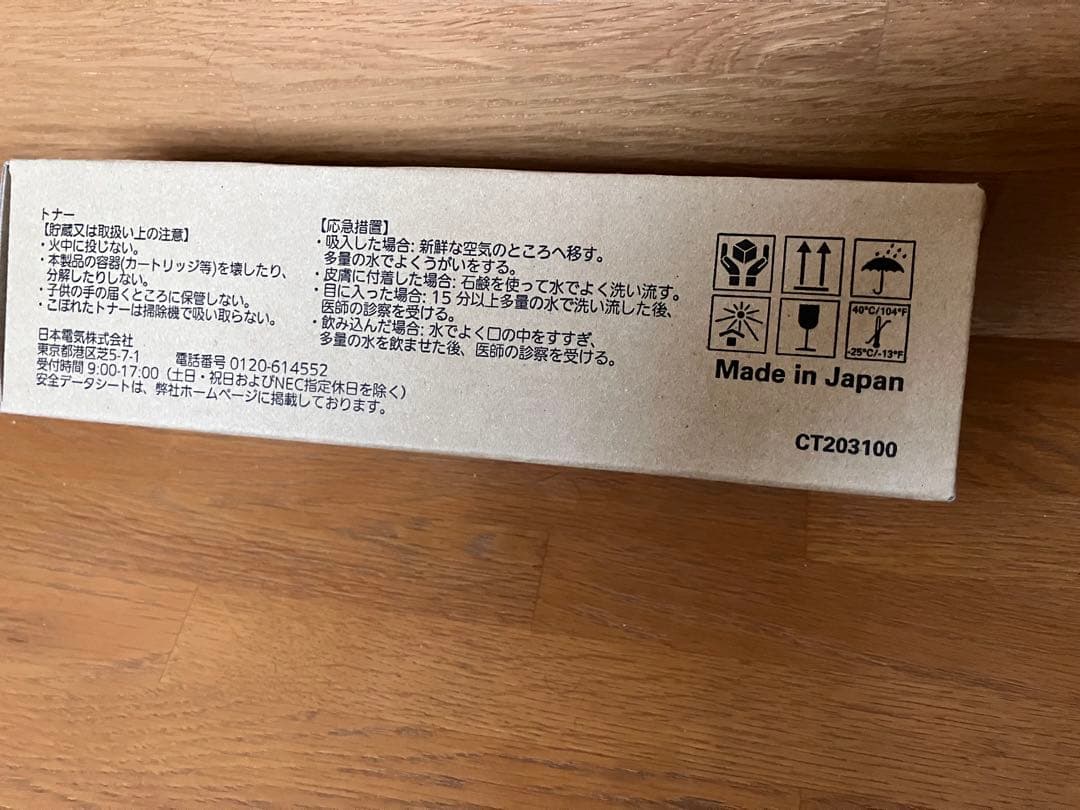 トナー
【貯蔵又は取扱い上の注意】
・火中に投じない。
・本製品の容器(カートリッジ等)を壊したり、
分解したりしない。
・子供の手の届くところに保管しない。
・こぼれたトナーは掃除機で吸い取らない。
日本電気株式会社
東京都港区芝5-7-1 電話番号 0120-614552
受付時間 9:00-17:00（土日・祝日およびNEC指定休日を除く）
安全データシートは、弊社ホームページに掲載しております。
【応急措置】
・吸入した場合: 新鮮な空気のところへ移す。
多量の水でよくうがいをする。
・皮膚に付着した場合: 石鹸を使って水でよく洗い流す。
・目に入った場合: 15 分以上多量の水で洗い流した後、
医師の診察を受ける。
・飲み込んだ場合: 水でよく口の中をすすぎ、
多量の水を飲ませた後、医師の診察を受ける。
40°C/104°F
-25°C/-13°F
Made in Japan
CT203100